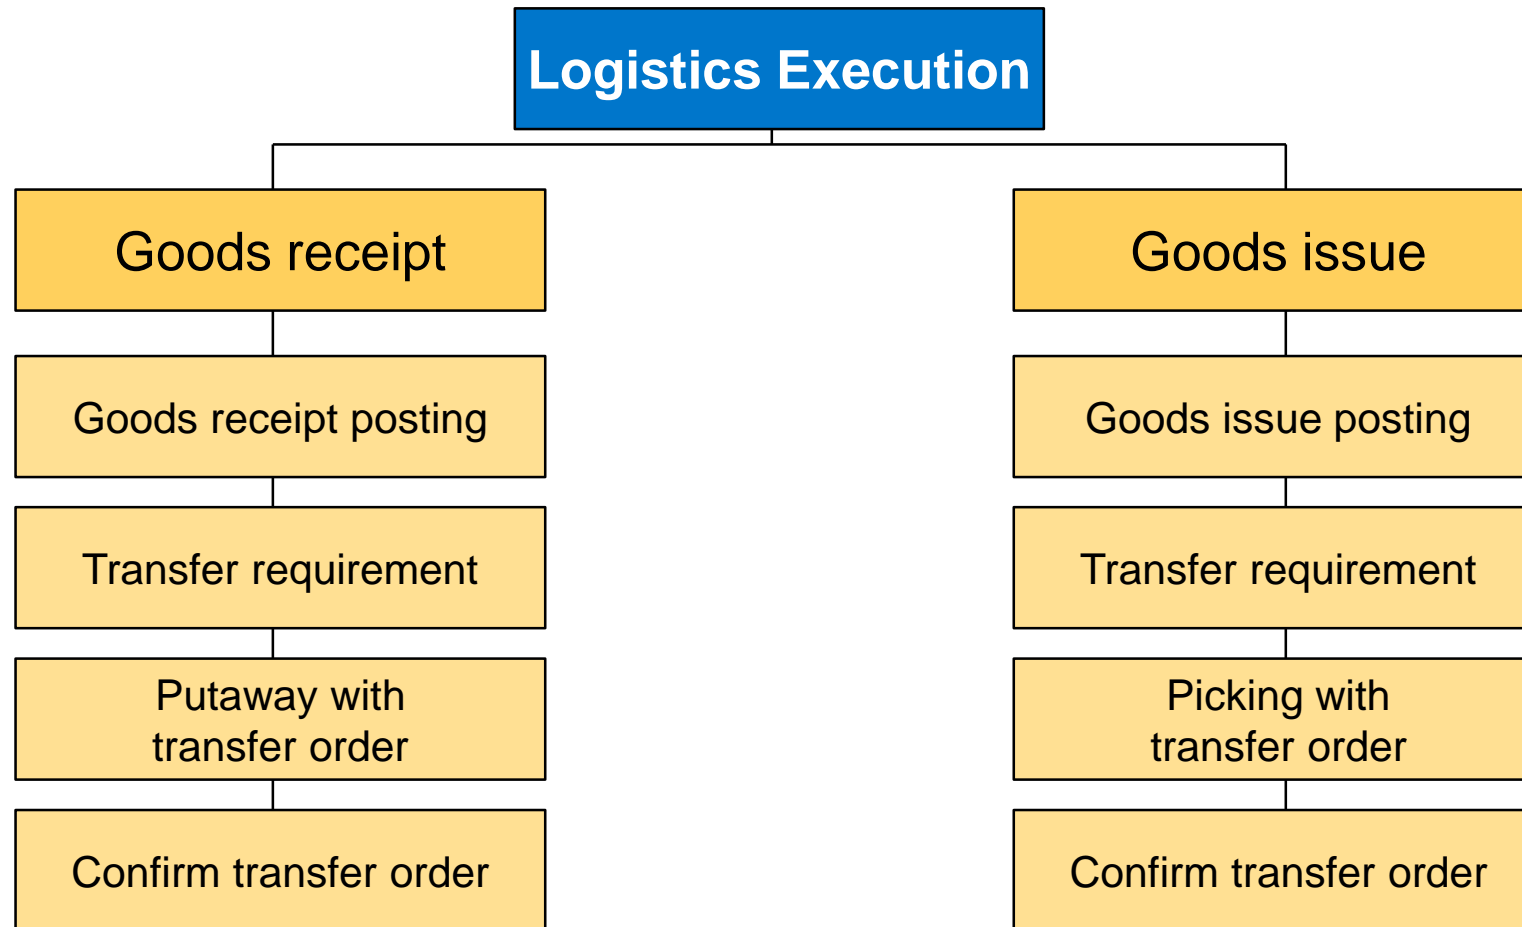 Logistics Execution
Goods receipt
Goods receipt posting
Transfer requirement
Putaway with
transfer order
Confirm transfer order
Goods issue
Goods issue posting
Transfer requirement
Picking with
transfer order
Confirm transfer order